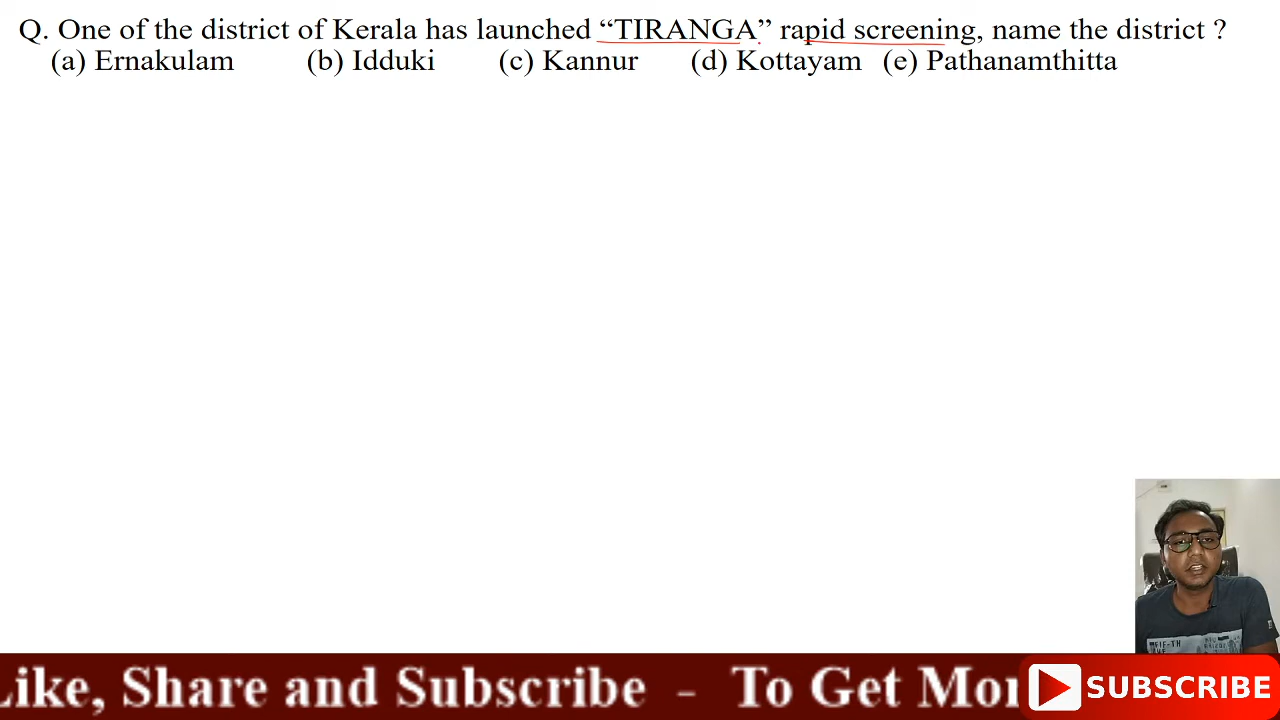 Q. One of the district of Kerala has launched “TIRANGA” rapid screening, name the district ?
(a) Ernakulam (b) Idduki (c) Kannur (d) Kottayam (e) Pathanamthitta
Like, Share and Subscribe - To Get
SUBSCRIBE